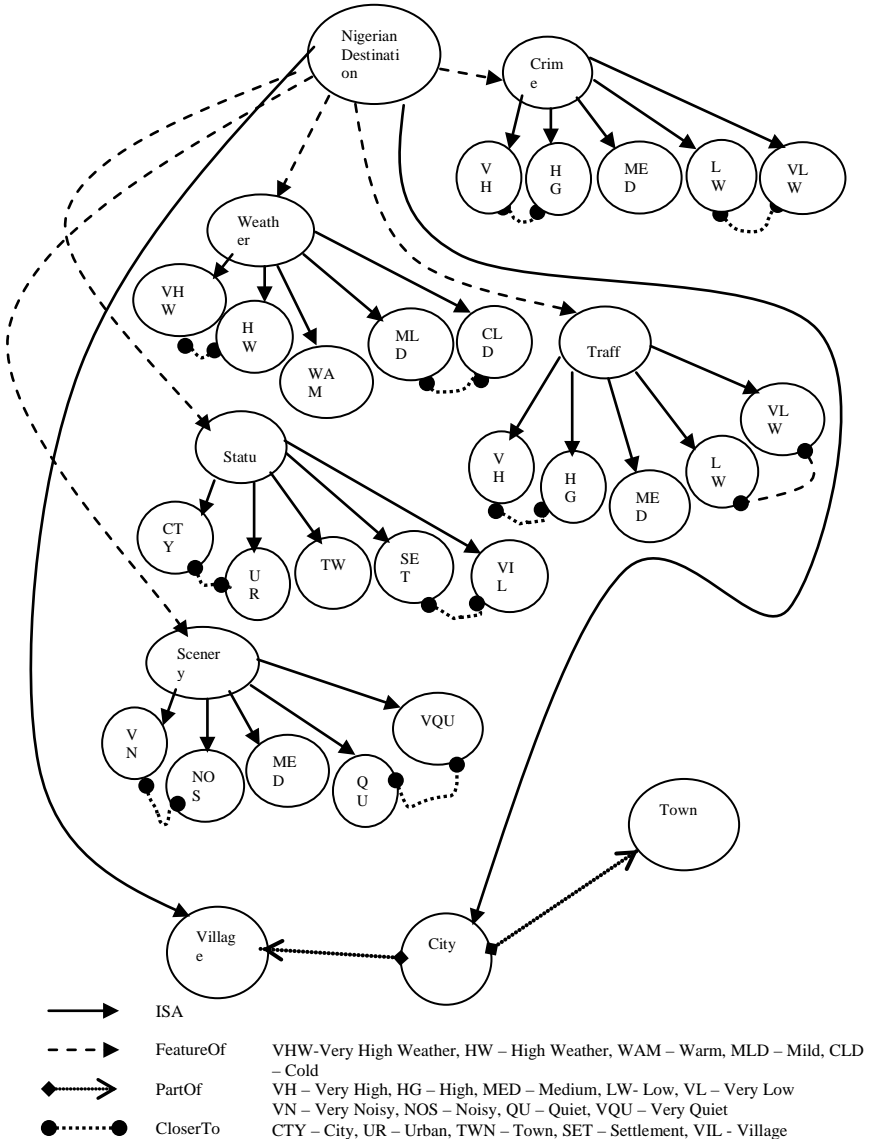 Nigerian
Destinati
on
Crim
e
V
H
H
G
ME
D
L
W
VL
W
Weath
er
VH
W
H
W
WA
M
ML
D
CL
D
Traff
V
H
H
G
ME
D
L
W
VL
W
Statu
CT
Y
U
R
TW
SE
T
VI
L
Scener
y
V
N
NO
S
ME
D
Q
U
VQU
Town
Villag
e
City
ISA
FeatureOf
VHW-Very High Weather, HW – High Weather, WAM – Warm, MLD – Mild, CLD
– Cold
PartOf
VH – Very High, HG – High, MED – Medium, LW- Low, VL – Very Low
VN – Very Noisy, NOS – Noisy, QU – Quiet, VQU – Very Quiet
CloserTo
CTY – City, UR – Urban, TWN – Town, SET – Settlement, VIL - Village